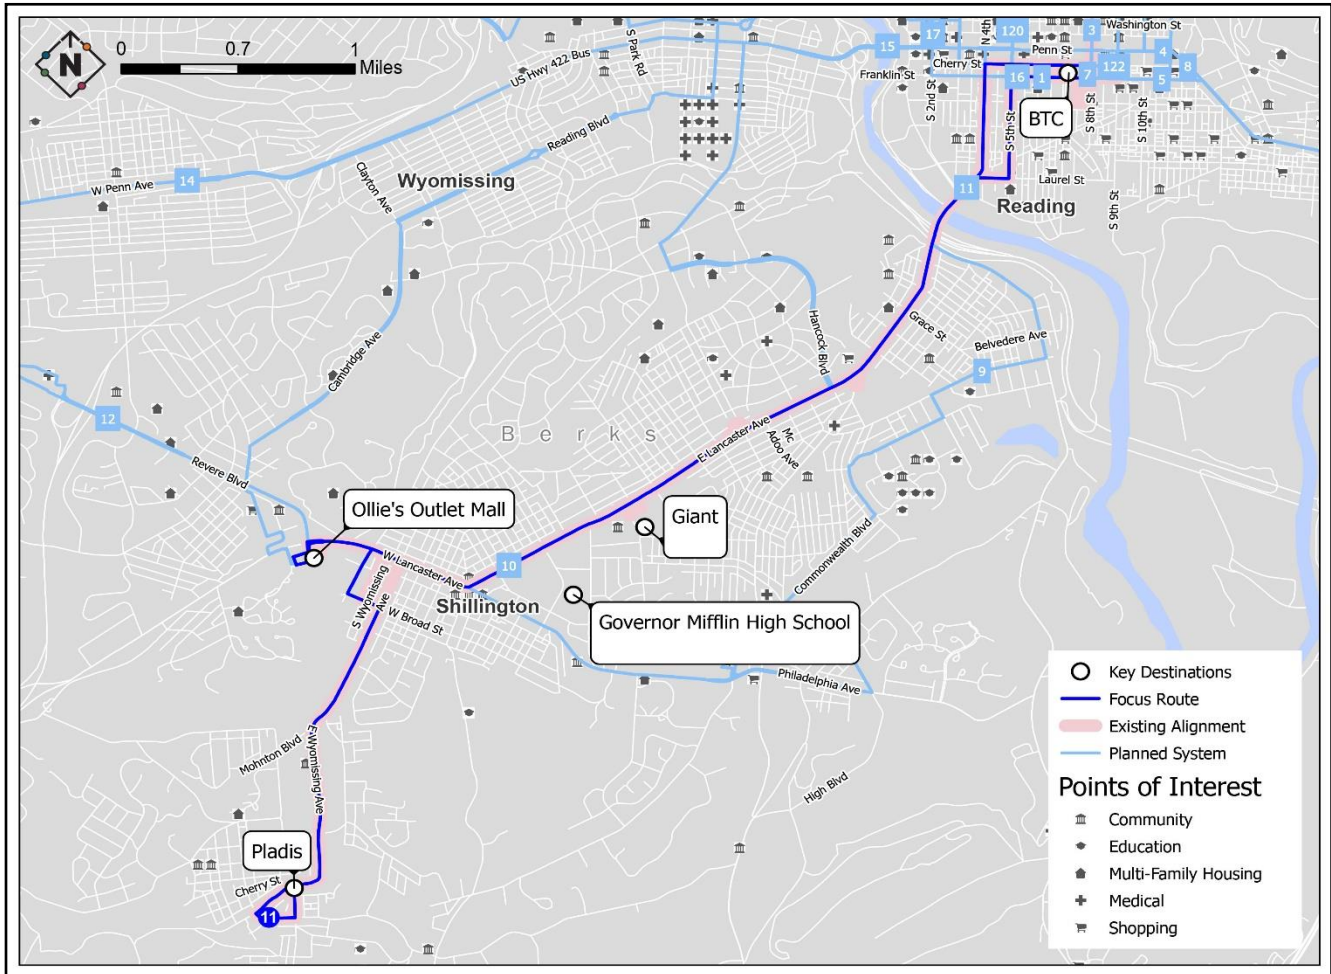 N
0 0.7 1
Miles
US Hwy 422 Bus
S Park Rd
Reading Blvd
Clayton Ave
W Penn Ave
14
Wyomissing
Cambridge Ave
15
17
120
3
Washington St
N 4th
Penn St
4
Cherry St
122
8
Franklin St
16
1
7
5
S 2nd St
BTC
S 5th St
S 8th St
S 10th St
Laurel St
11
Reading
S 9th St
Hancock Blvd
Grace St
Belvedere Ave
9
12
Revere Blvd
Berks
E Lancaster Ave
Mc
Adoo Ave
Ollie's Outlet Mall
Giant
W Lancaster Ave
10
Commonwealth Blvd
S Wyomissing
Ave
Shillington
W Broad St
Governor Mifflin High School
Philadelphia Ave
Mohnton Blvd
E Wyomissing Ave
High Blvd
Pladis
Cherry St
11
Key Destinations
Focus Route
Existing Alignment
Planned System
Points of Interest
Community
Education
Multi-Family Housing
Medical
Shopping